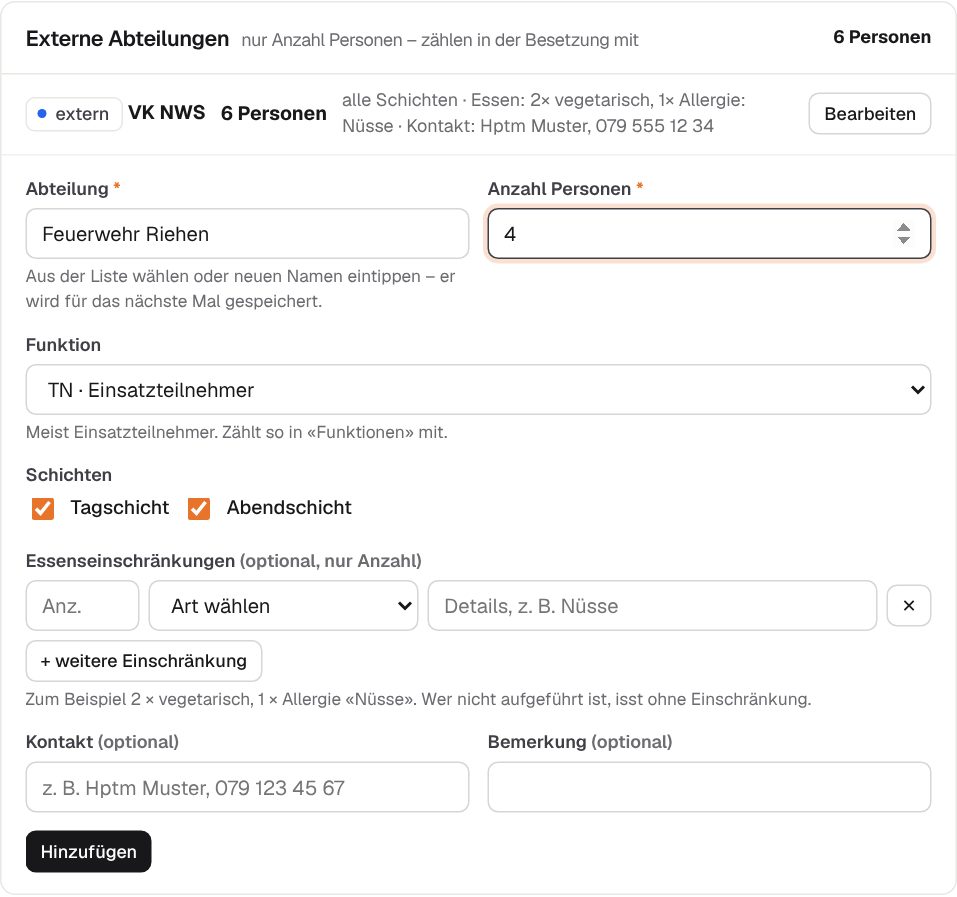 Externe Abteilungen nur Anzahl Personen – zählen in der Besetzung mit 6 Personen
extern VK NWS 6 Personen alle Schichten · Essen: 2× vegetarisch, 1× Allergie:
Nüsse · Kontakt: Hptm Muster, 079 555 12 34 Bearbeiten
Abteilung * Anzahl Personen *
Feuerwehr Riehen 4
Aus der Liste wählen oder neuen Namen eintippen – er
wird für das nächste Mal gespeichert.
Funktion
TN · Einsatzteilnehmer
Meist Einsatzteilnehmer. Zählt so in «Funktionen» mit.
Schichten
Tagschicht Abendschicht
Essenseinschränkungen (optional, nur Anzahl)
Anz. Art wählen Details, z. B. Nüsse ×
+ weitere Einschränkung
Zum Beispiel 2 × vegetarisch, 1 × Allergie «Nüsse». Wer nicht aufgeführt ist, isst ohne Einschränkung.
Kontakt (optional) Bemerkung (optional)
z. B. Hptm Muster, 079 123 45 67
Hinzufügen